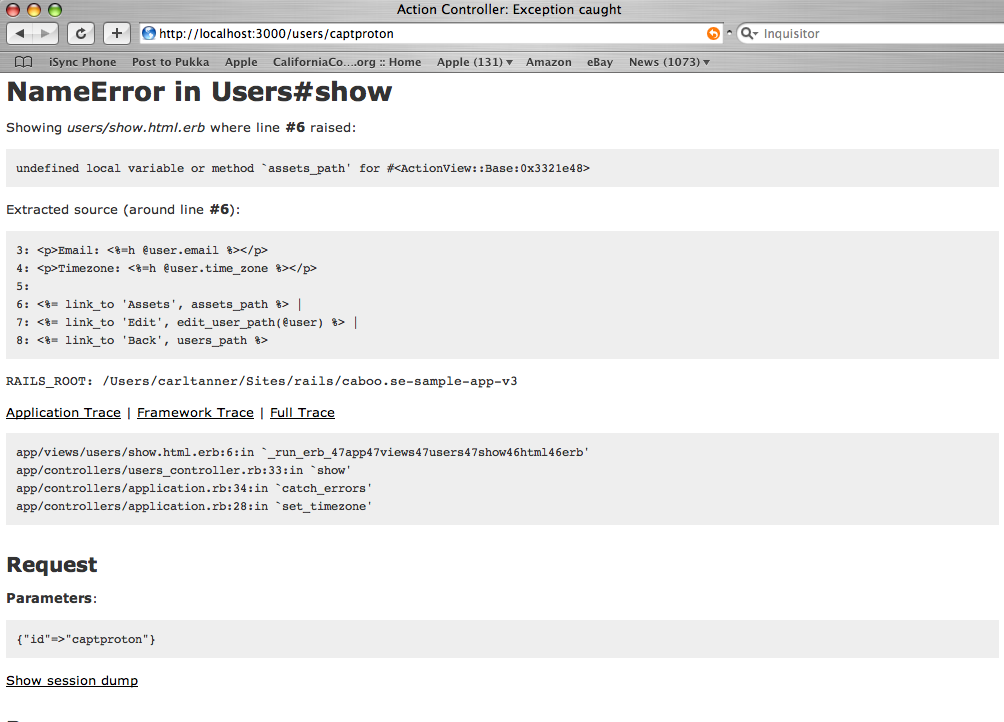 Action Controller: Exception caught
http://localhost:3000/users/captproton
Inquisitor
iSync Phone Post to Pukka Apple CaliforniaCo....org :: Home Apple (131) ▾ Amazon eBay News (1073) ▾
NameError in Users#show
Showing users/show.html.erb where line #6 raised:
undefined local variable or method `assets_path' for #<ActionView::Base:0x3321e48>
Extracted source (around line #6):
3: <p>Email: <%=h @user.email %></p>
4: <p>Timezone: <%=h @user.time_zone %></p>
5:
6: <%= link_to 'Assets', assets_path %> |
7: <%= link_to 'Edit', edit_user_path(@user) %> |
8: <%= link_to 'Back', users_path %>
RAILS_ROOT: /Users/carltanner/Sites/rails/caboo.se-sample-app-v3
Application Trace | Framework Trace | Full Trace
app/views/users/show.html.erb:6:in `_run_erb_47app47views47users47show46html46erb'
app/controllers/users_controller.rb:33:in `show'
app/controllers/application.rb:34:in `catch_errors'
app/controllers/application.rb:28:in `set_timezone'
Request
Parameters:
{"id"=>"captproton"}
Show session dump